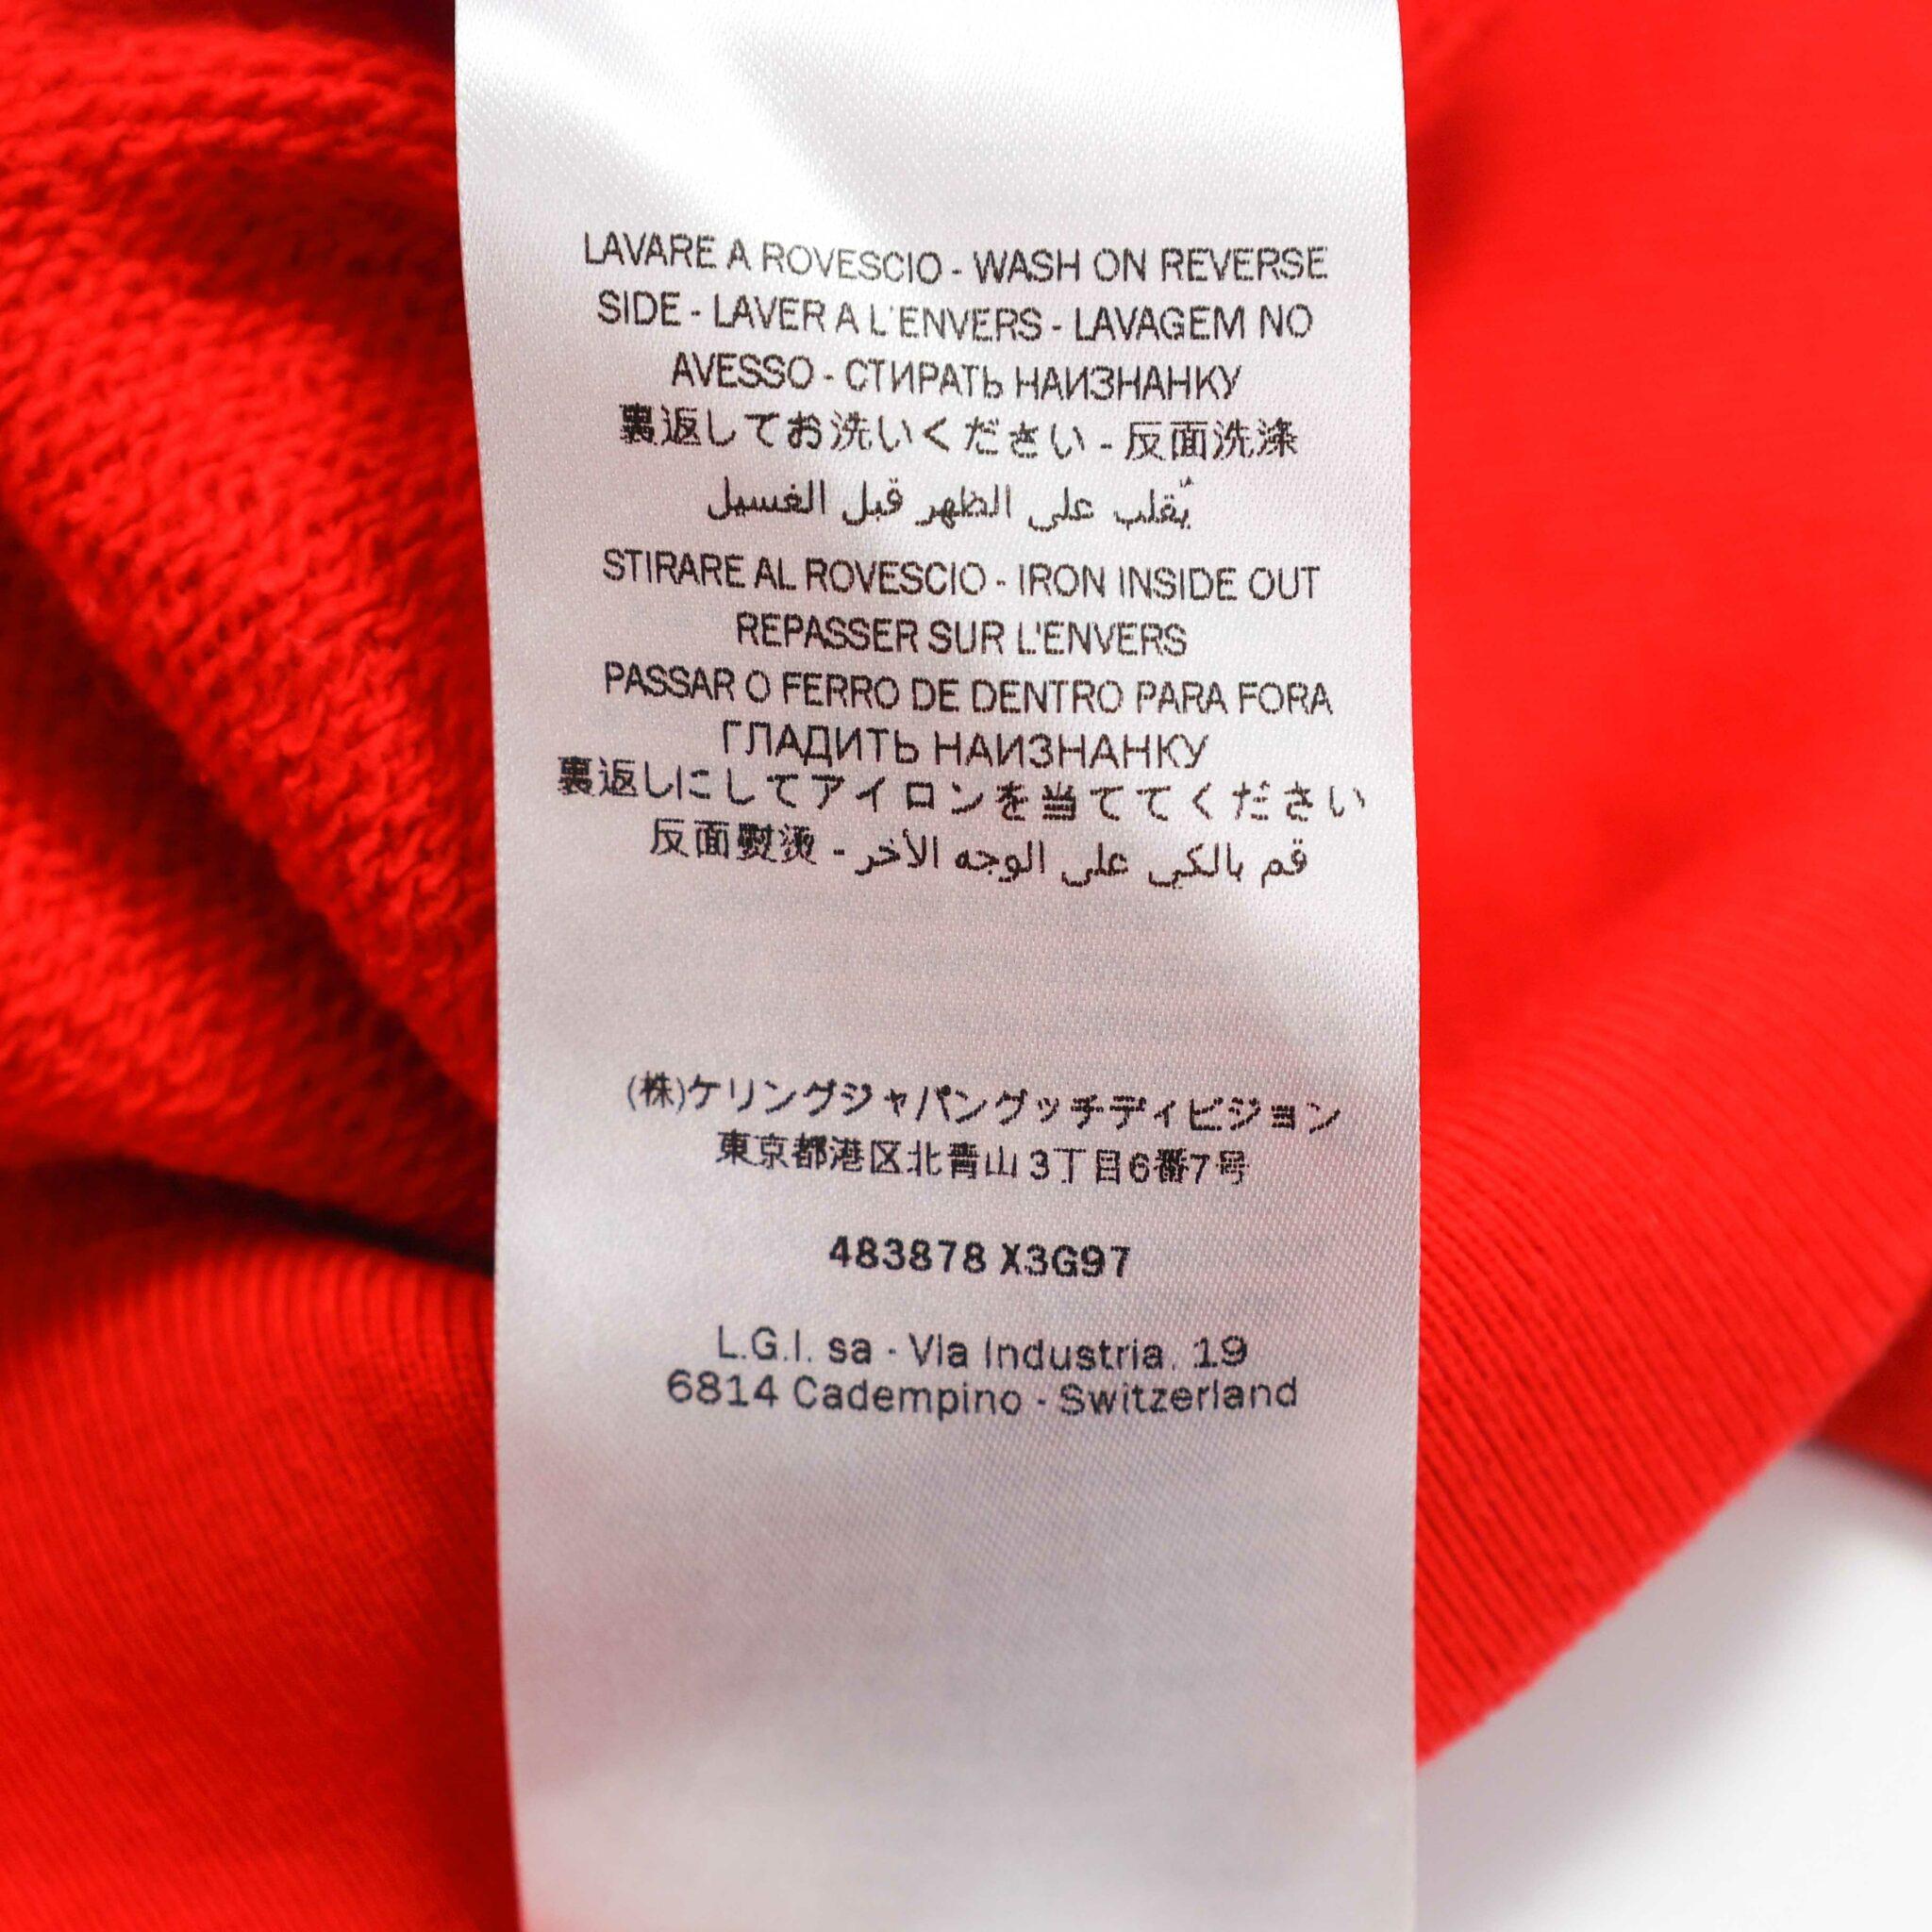 LAVARE A ROVESCIO - WASH ON REVERSE
SIDE - LAVER A L'ENVERS - LAVAGEM NO
AVESSO - СТИРАТЬ НАИЗНАНКУ
裏返してお洗いください - 反面洗涤
يُقلب على الظهر قبل الغسيل
STIRARE AL ROVESCIO - IRON INSIDE OUT
REPASSER SUR L'ENVERS
PASSAR O FERRO DE DENTRO PARA FORA
ГЛАДИТЬ НАИЗНАНКУ
裏返しにしてアイロンを当ててください
反面熨烫 - قم بالكي على الوجه الآخر
(株)ケリングジャパングッチディビジョン
東京都港区北青山3丁目6番7号
483878 X3G97
L.G.I. sa - Via Industria, 19
6814 Cadempino - Switzerland